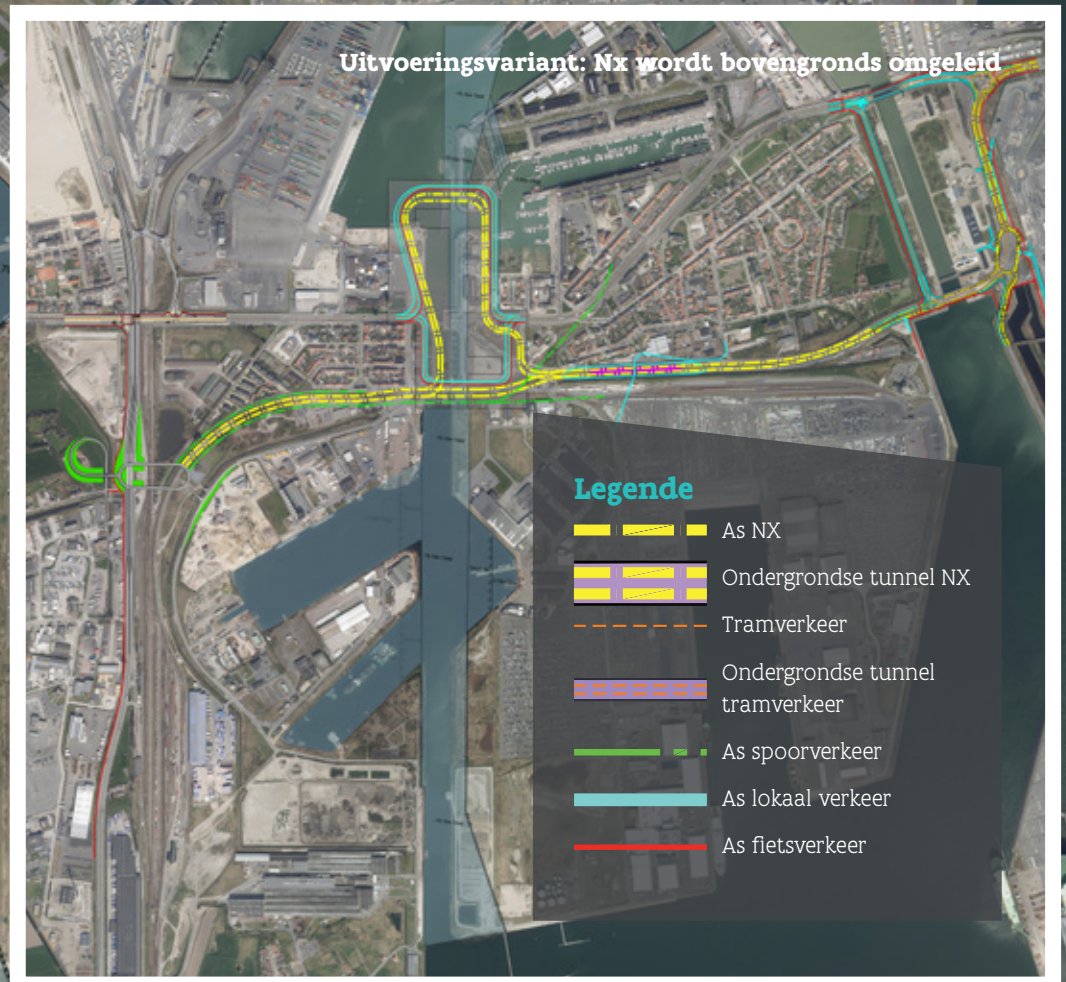 Uitvoeringsvariant: Nx wordt bovengronds omgeleid
Legende
As NX
Ondergrondse tunnel NX
Tramverkeer
Ondergrondse tunnel
tramverkeer
As spoorverkeer
As lokaal verkeer
As fietsverkeer